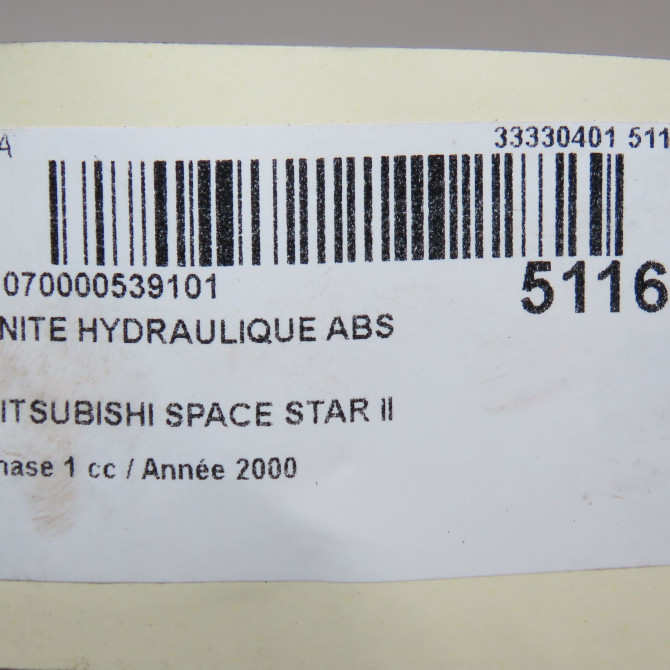 A 33330401 511
070000539101 5116
NITE HYDRAULIQUE ABS
ITSUBISHI SPACE STAR II
hase 1 cc / Année 2000